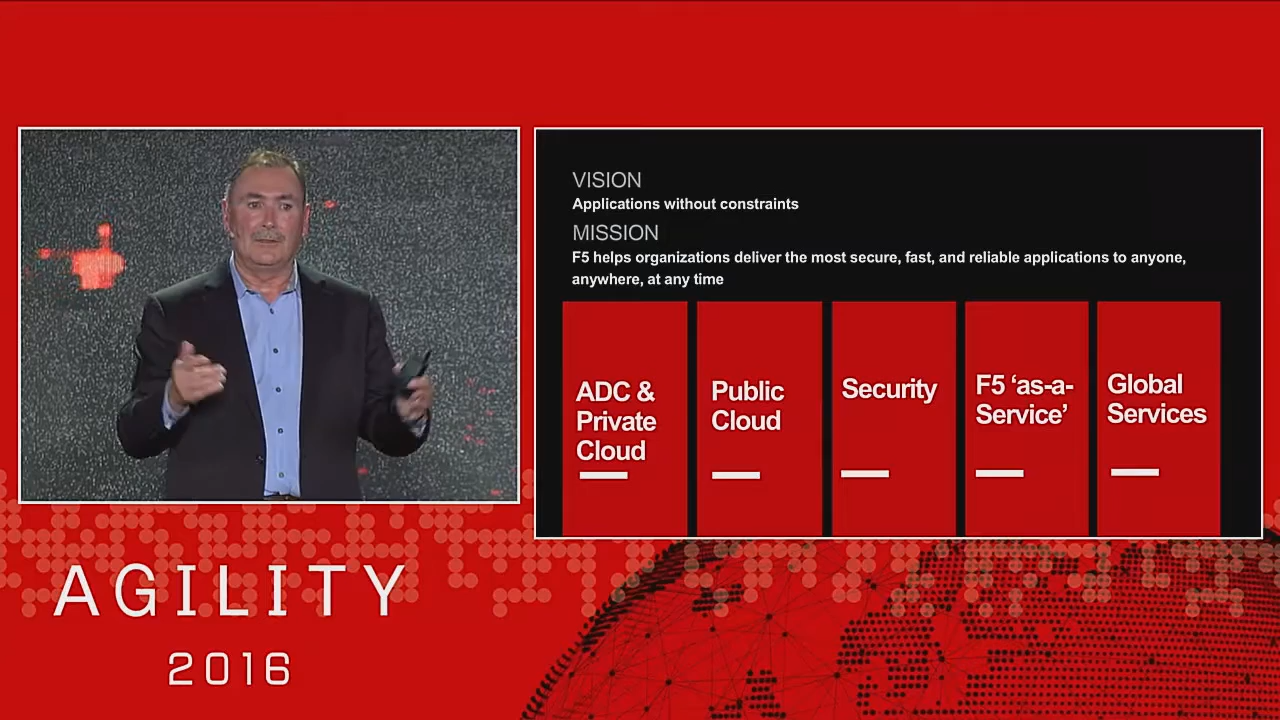 VISION
Applications without constraints
MISSION
F5 helps organizations deliver the most secure, fast, and reliable applications to anyone,
anywhere, at any time
ADC &
Private
Cloud
Public
Cloud
Security
F5 ‘as-a-
Service’
Global
Services
AGILITY
2016